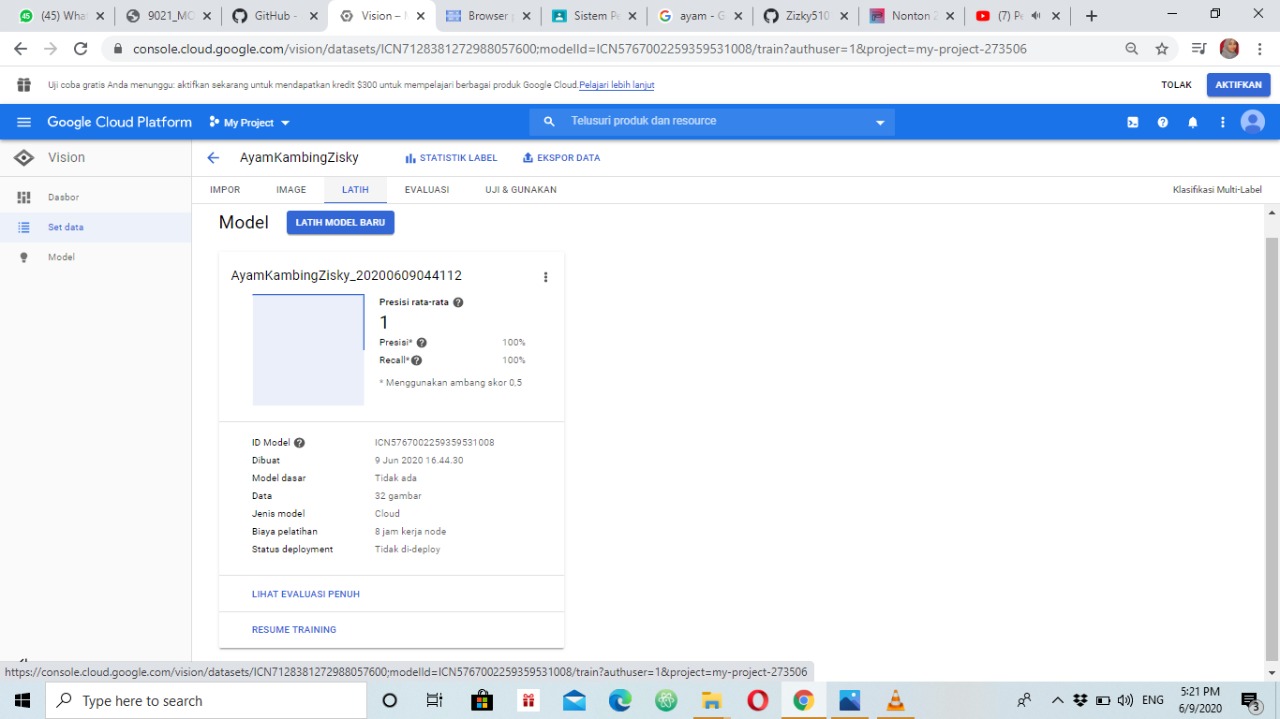 (45) Wha
9021_MC
GitHub -
Vision – N
Browser p
Sistem Pe
ayam - G
Zizky510
Nonton Z
(7) Pe
console.cloud.google.com/vision/datasets/ICN7128381272988057600;modelId=ICN5767002259359531008/train?authuser=1&project=my-project-273506
Uji coba gratis Anda menunggu: aktifkan sekarang untuk mendapatkan kredit $300 untuk mempelajari berbagai produk Google Cloud. Pelajari lebih lanjut
TOLAK
AKTIFKAN
Google Cloud Platform
My Project
Telusuri produk dan resource
Vision
AyamKambingZisky
STATISTIK LABEL
EKSPOR DATA
IMPOR
IMAGE
LATIH
EVALUASI
UJI & GUNAKAN
Klasifikasi Multi-Label
Dasbor
Set data
Model
Model
LATIH MODEL BARU
AyamKambingZisky_20200609044112
Presisi rata-rata
1
Presisi* 100%
Recall* 100%
* Menggunakan ambang skor 0,5
ID Model ICN5767002259359531008
Dibuat 9 Jun 2020 16.44.30
Model dasar Tidak ada
Data 32 gambar
Jenis model Cloud
Biaya pelatihan 8 jam kerja node
Status deployment Tidak di-deploy
LIHAT EVALUASI PENUH
RESUME TRAINING
https://console.cloud.google.com/vision/datasets/ICN7128381272988057600;modelId=ICN5767002259359531008/train?authuser=1&project=my-project-273506
Type here to search
ENG
5:21 PM
6/9/2020
3